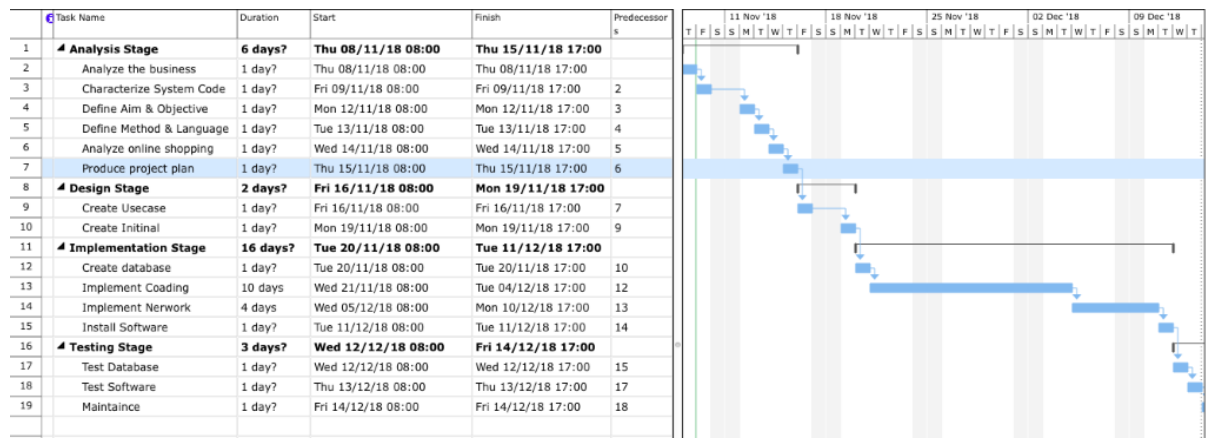 Task Name Duration Start Finish Predecessor
s
11 Nov '18 18 Nov '18 25 Nov '18 02 Dec '18 09 Dec '18
T F S S M T W T F S S M T W T F S S M T W T F S S M T W T F S S M T W T
1 Analysis Stage 6 days? Thu 08/11/18 08:00 Thu 15/11/18 17:00
2 Analyze the business 1 day? Thu 08/11/18 08:00 Thu 08/11/18 17:00
3 Characterize System Code 1 day? Fri 09/11/18 08:00 Fri 09/11/18 17:00 2
4 Define Aim & Objective 1 day? Mon 12/11/18 08:00 Mon 12/11/18 17:00 3
5 Define Method & Language 1 day? Tue 13/11/18 08:00 Tue 13/11/18 17:00 4
6 Analyze online shopping 1 day? Wed 14/11/18 08:00 Wed 14/11/18 17:00 5
7 Produce project plan 1 day? Thu 15/11/18 08:00 Thu 15/11/18 17:00 6
8 Design Stage 2 days? Fri 16/11/18 08:00 Mon 19/11/18 17:00
9 Create Usecase 1 day? Fri 16/11/18 08:00 Fri 16/11/18 17:00 7
10 Create Initinal 1 day? Mon 19/11/18 08:00 Mon 19/11/18 17:00 9
11 Implementation Stage 16 days? Tue 20/11/18 08:00 Tue 11/12/18 17:00
12 Create database 1 day? Tue 20/11/18 08:00 Tue 20/11/18 17:00 10
13 Implement Coading 10 days Wed 21/11/18 08:00 Tue 04/12/18 17:00 12
14 Implement Nerwork 4 days Wed 05/12/18 08:00 Mon 10/12/18 17:00 13
15 Install Software 1 day? Tue 11/12/18 08:00 Tue 11/12/18 17:00 14
16 Testing Stage 3 days? Wed 12/12/18 08:00 Fri 14/12/18 17:00
17 Test Database 1 day? Wed 12/12/18 08:00 Wed 12/12/18 17:00 15
18 Test Software 1 day? Thu 13/12/18 08:00 Thu 13/12/18 17:00 17
19 Maintaince 1 day? Fri 14/12/18 08:00 Fri 14/12/18 17:00 18